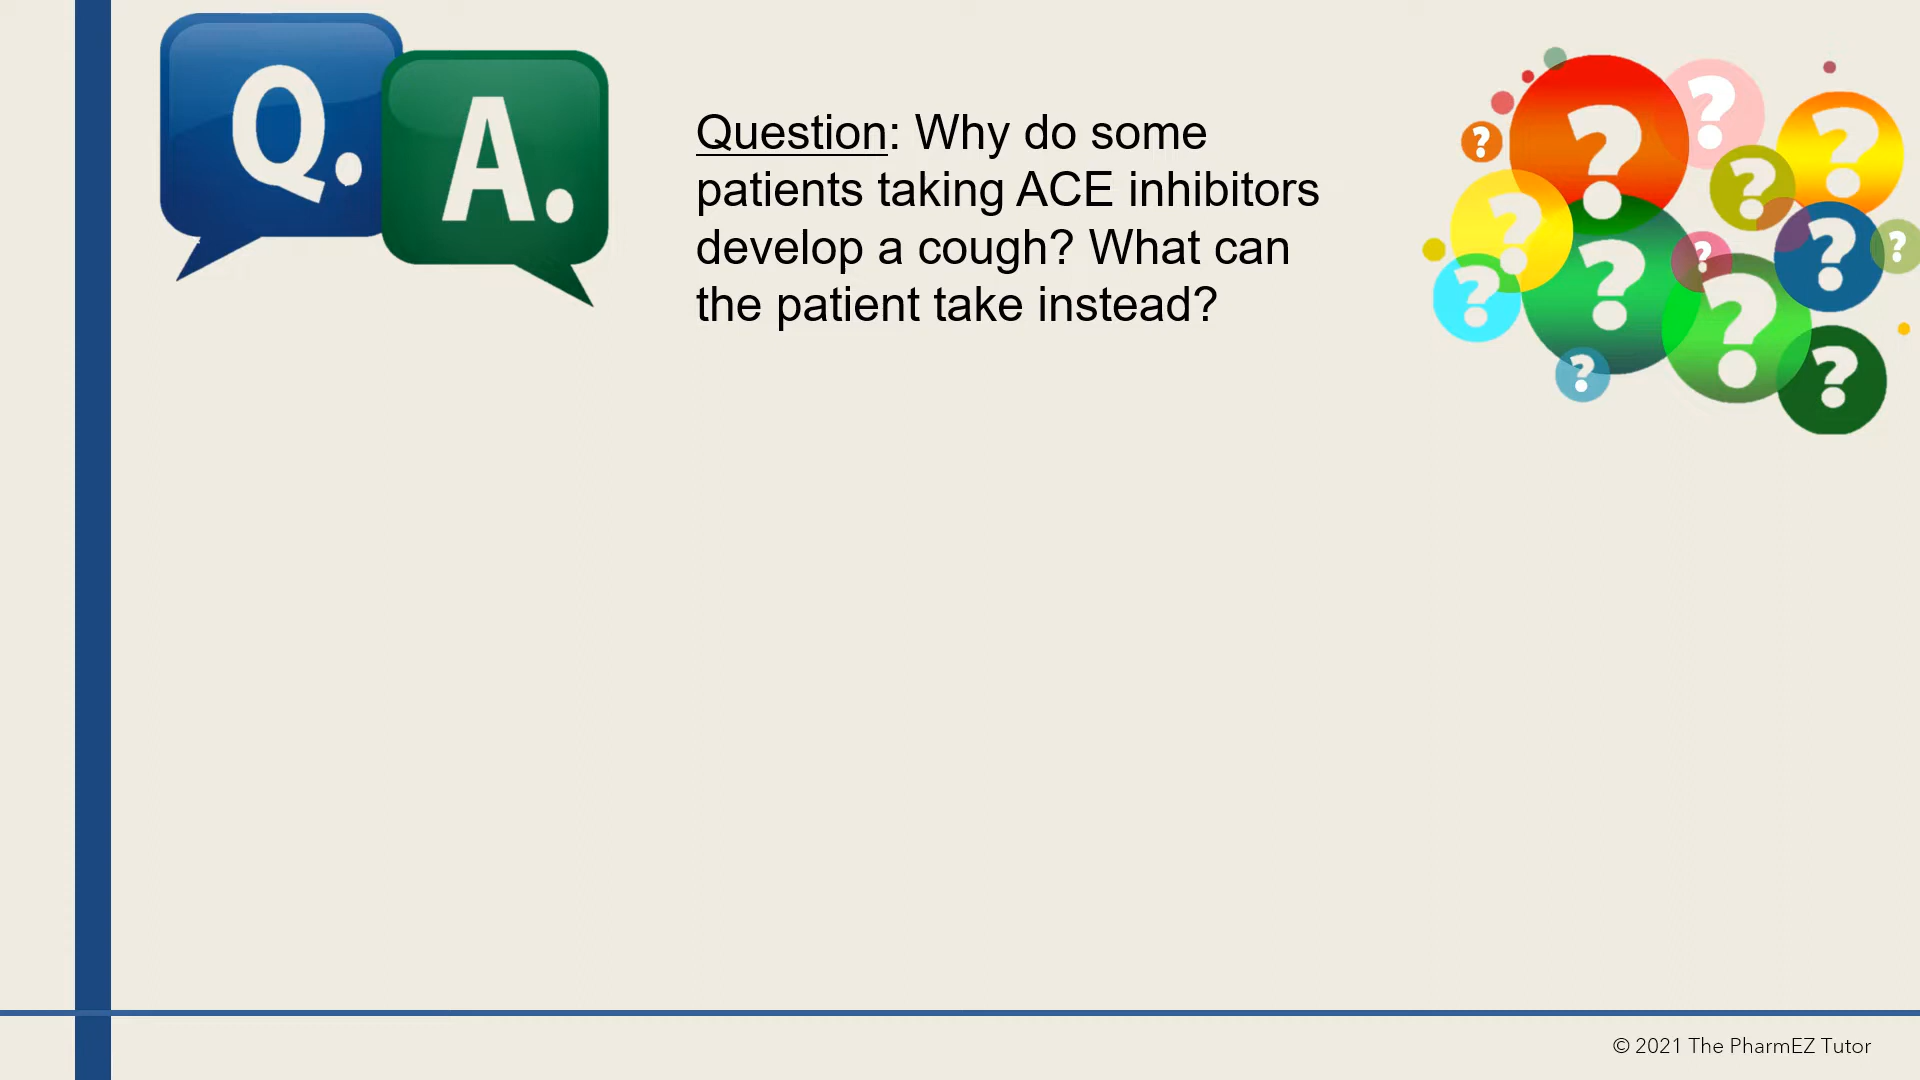 Q. A.
Question: Why do some
patients taking ACE inhibitors
develop a cough? What can
the patient take instead?
? ? ? ? ? ? ? ? ? ? ? ? ?
© 2021 The PharmEZ Tutor